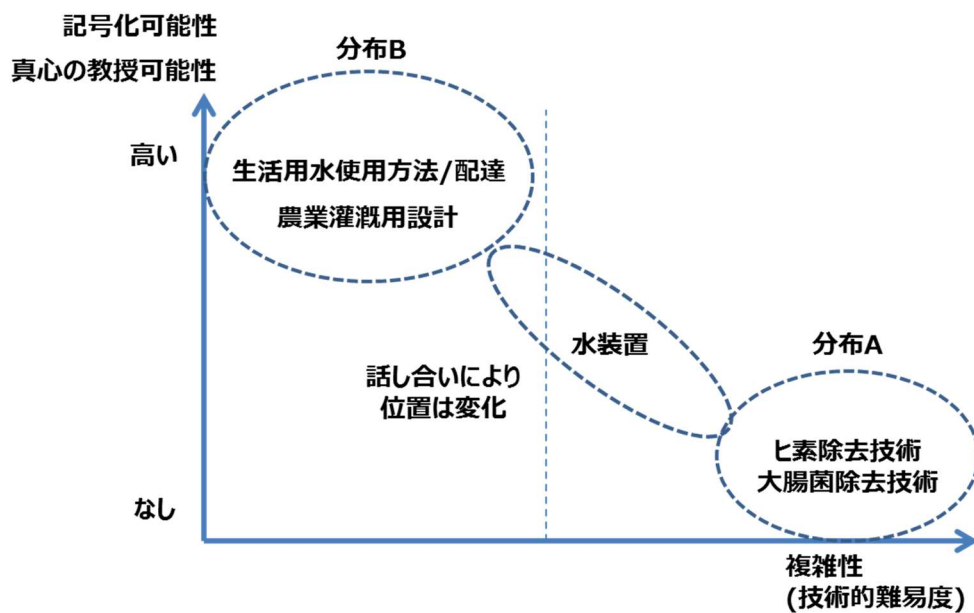 記号化可能性
真心の教授可能性
分布B
高い
生活用水使用方法/配達
農業灌漑用設計
水装置
分布A
話し合いにより
位置は変化
ヒ素除去技術
大腸菌除去技術
なし
複雑性
(技術的難易度)